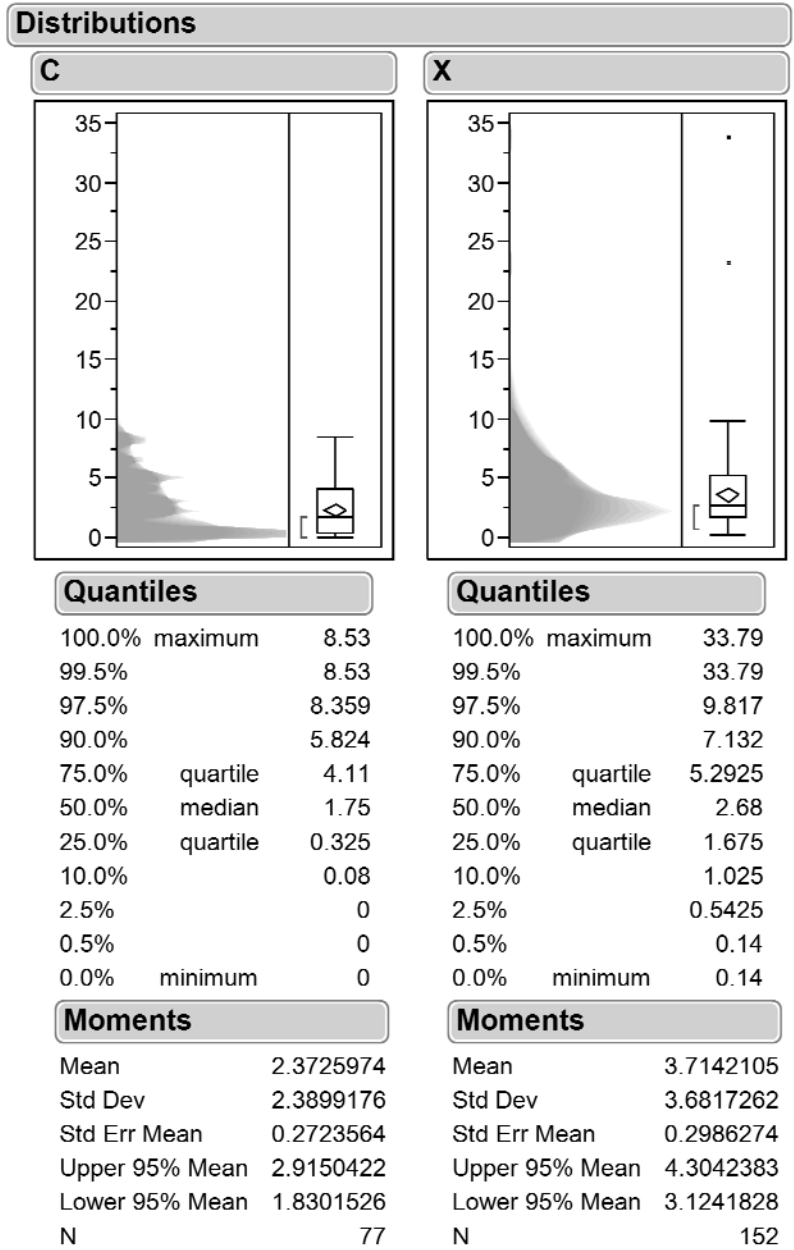 Distributions
C
35
30
25
20
15
10
5
0
Quantiles
100.0% maximum 8.53
99.5% 8.53
97.5% 8.359
90.0% 5.824
75.0% quartile 4.11
50.0% median 1.75
25.0% quartile 0.325
10.0% 0.08
2.5% 0
0.5% 0
0.0% minimum 0
Moments
Mean 2.3725974
Std Dev 2.3899176
Std Err Mean 0.2723564
Upper 95% Mean 2.9150422
Lower 95% Mean 1.8301526
N 77
X
35
30
25
20
15
10
5
0
Quantiles
100.0% maximum 33.79
99.5% 33.79
97.5% 9.817
90.0% 7.132
75.0% quartile 5.2925
50.0% median 2.68
25.0% quartile 1.675
10.0% 1.025
2.5% 0.5425
0.5% 0.14
0.0% minimum 0.14
Moments
Mean 3.7142105
Std Dev 3.6817262
Std Err Mean 0.2986274
Upper 95% Mean 4.3042383
Lower 95% Mean 3.1241828
N 152